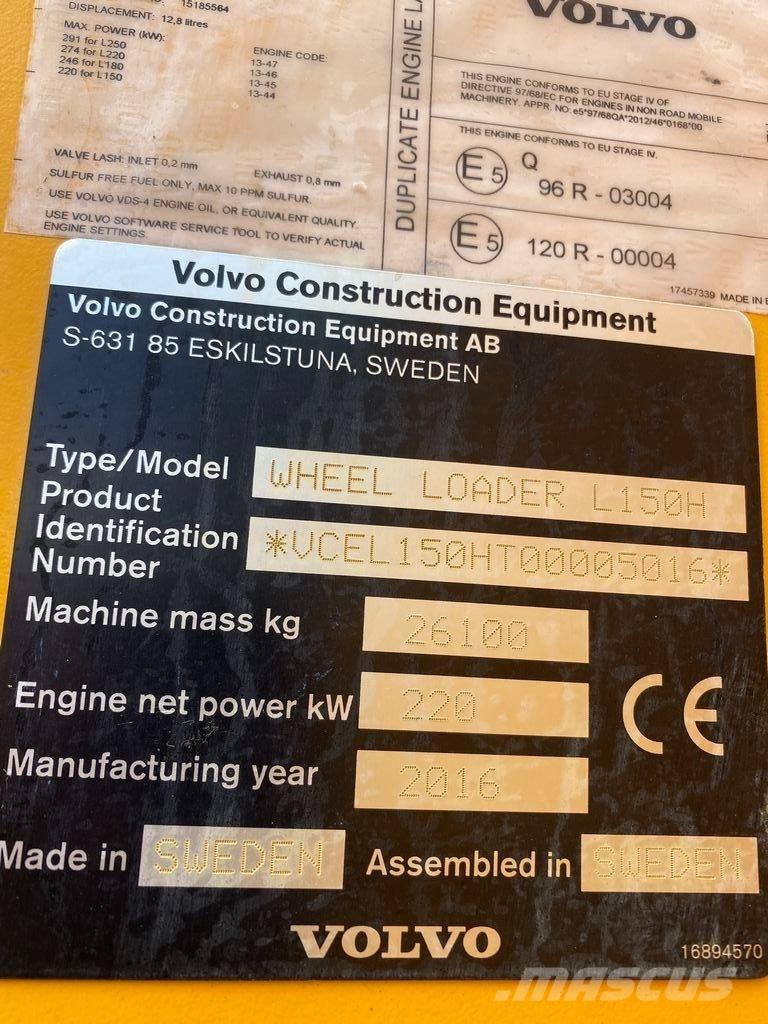 15185564
DISPLACEMENT: 12,8 litres
MAX. POWER (kW):
291 for L250
274 for L220
246 for L180
220 for L150
ENGINE CODE:
13-47
13-46
13-45
13-44
VALVE LASH: INLET 0,2 mm EXHAUST 0,8 mm
SULFUR FREE FUEL ONLY, MAX 10 PPM SULFUR.
USE VOLVO VDS-4 ENGINE OIL, OR EQUIVALENT QUALITY
USE VOLVO SOFTWARE SERVICE TOOL TO VERIFY ACTUAL
ENGINE SETTINGS.
DUPLICATE ENGINE
VOLVO
THIS ENGINE CONFORMS TO EU STAGE IV OF
DIRECTIVE 97/68/EC FOR ENGINES IN NON ROAD MOBILE
MACHINERY. APPR. NO: e5*97/68QA*2012/46*0168*00
THIS ENGINE CONFORMS TO EU STAGE IV.
E5 Q
96 R - 03004
E5 120 R - 00004
17457339 MADE IN
Volvo Construction Equipment
Volvo Construction Equipment AB
S-631 85 ESKILSTUNA, SWEDEN
Type/Model WHEEL LOADER L150H
Product
Identification
Number *VCEL150HT00005016*
Machine mass kg 26100
Engine net power kW 220
CE
Manufacturing year 2016
Made in SWEDEN Assembled in SWEDEN
VOLVO
16894570
MASCUS